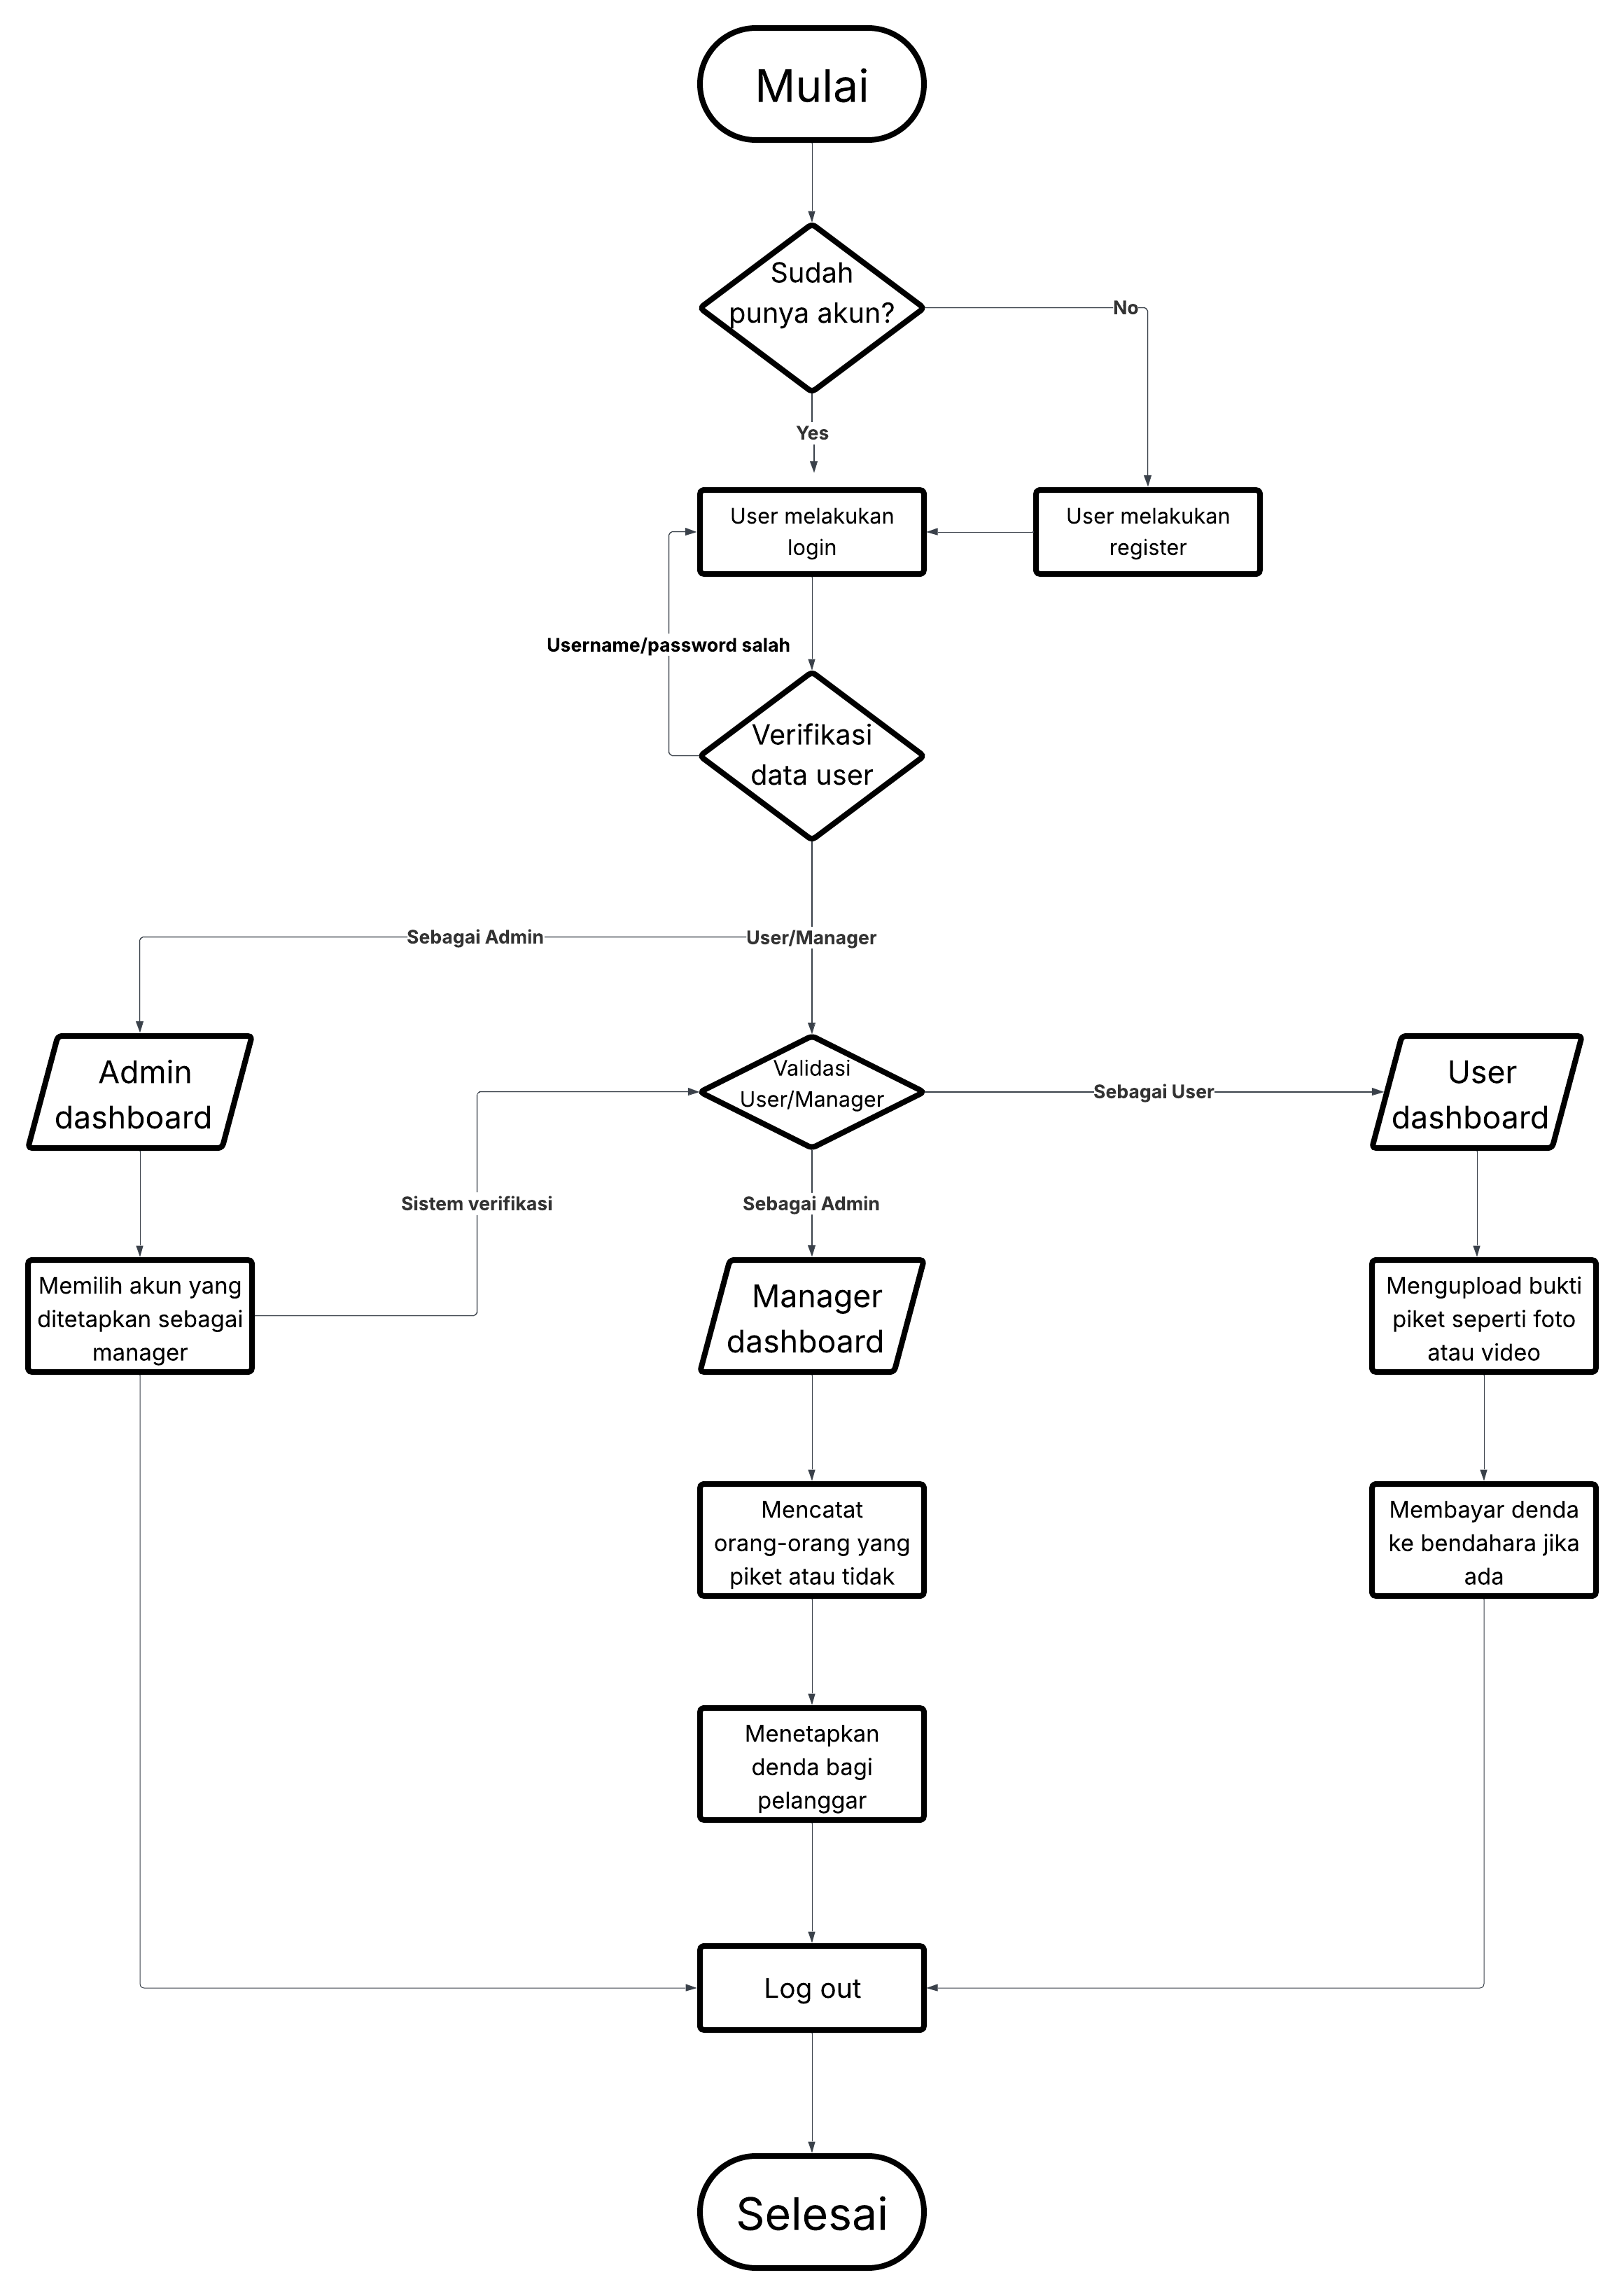 Mulai
Sudah
punya akun?
No
Yes
User melakukan
login
User melakukan
register
Username/password salah
Verifikasi
data user
Sebagai Admin
User/Manager
Admin
dashboard
Validasi
User/Manager
Sebagai User
User
dashboard
Sistem verifikasi
Sebagai Admin
Memilih akun yang
ditetapkan sebagai
manager
Manager
dashboard
Mengupload bukti
piket seperti foto
atau video
Mencatat
orang-orang yang
piket atau tidak
Membayar denda
ke bendahara jika
ada
Menetapkan
denda bagi
pelanggar
Log out
Selesai